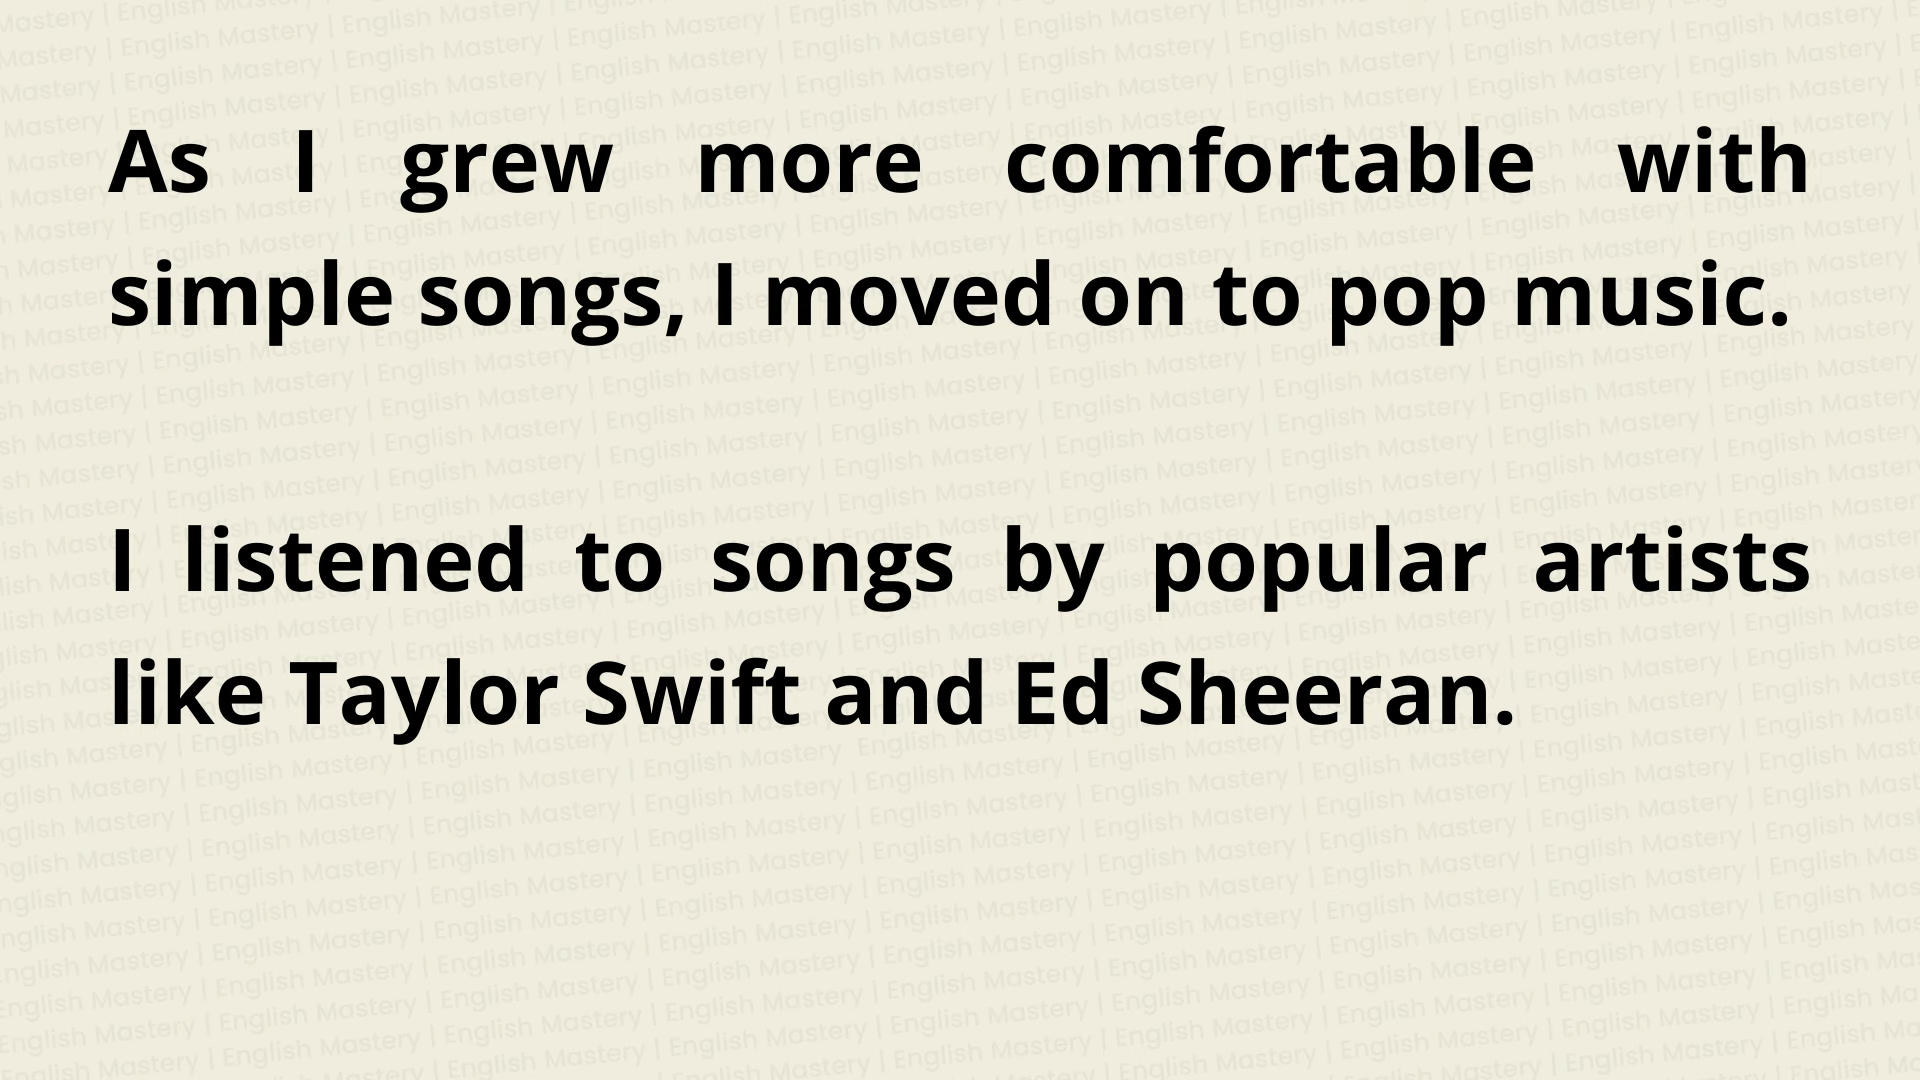 As I grew more comfortable with
simple songs, I moved on to pop music.
I listened to songs by popular artists
like Taylor Swift and Ed Sheeran.